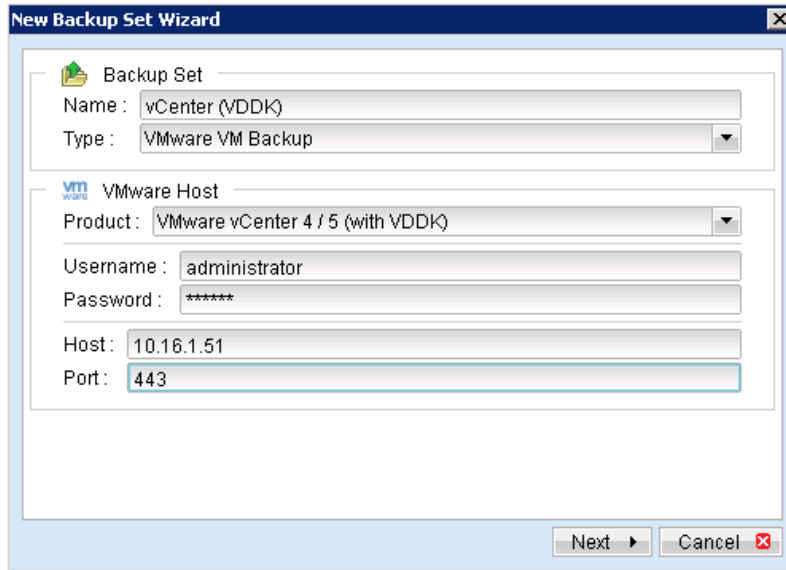 New Backup Set Wizard
Backup Set
Name : vCenter (VDDK)
Type : VMware VM Backup
vm ware VMware Host
Product : VMware vCenter 4 / 5 (with VDDK)
Username : administrator
Password : ******
Host : 10.16.1.51
Port : 443
Next Cancel